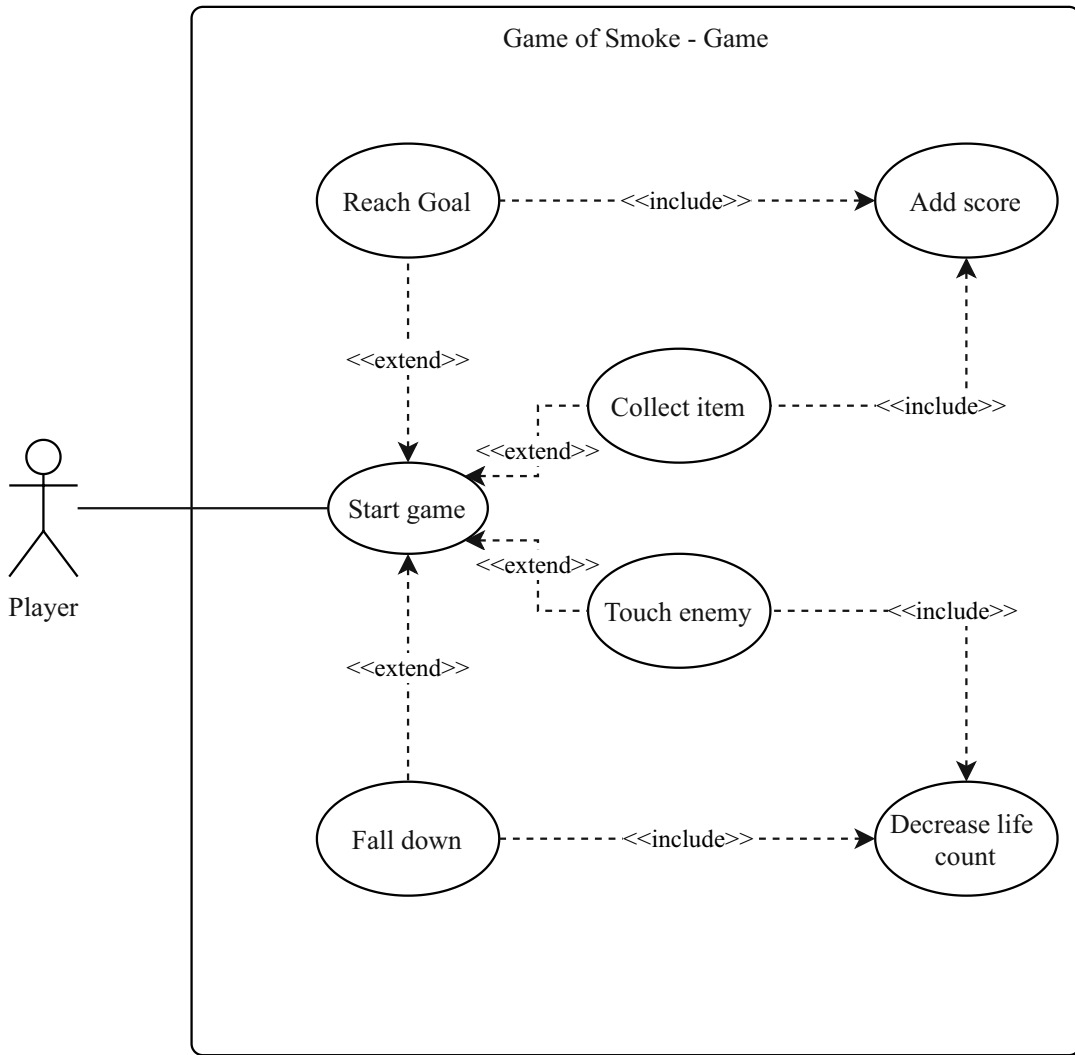 Game of Smoke - Game
Reach Goal
<<include>>
Add score
<<extend>>
Collect item
<<include>>
<<extend>>
Start game
Player
<<extend>>
Touch enemy
<<include>>
<<extend>>
Fall down
<<include>>
Decrease life
count